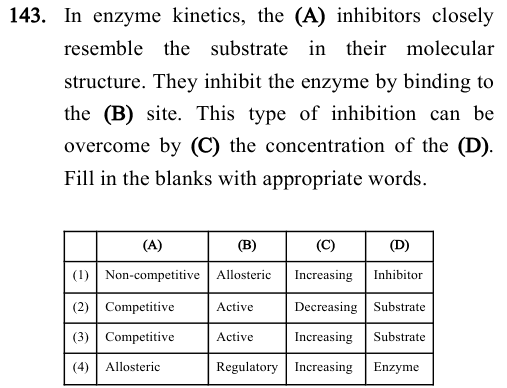 143. In enzyme kinetics, the (A) inhibitors closely
resemble the substrate in their molecular
structure. They inhibit the enzyme by binding to
the (B) site. This type of inhibition can be
overcome by (C) the concentration of the (D).
Fill in the blanks with appropriate words.
(A) (B) (C) (D)
(1) Non-competitive Allosteric Increasing Inhibitor
(2) Competitive Active Decreasing Substrate
(3) Competitive Active Increasing Substrate
(4) Allosteric Regulatory Increasing Enzyme